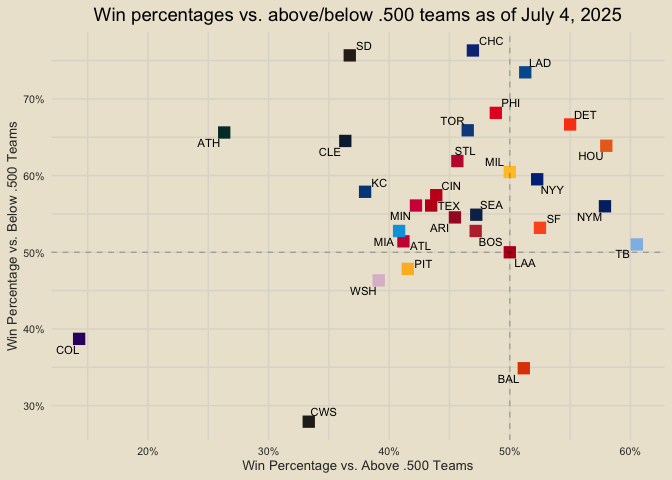 Win percentages vs. above/below .500 teams as of July 4, 2025
Win Percentage vs. Below .500 Teams
70%
60%
50%
40%
30%
SD
CHC
LAD
PHI
DET
TOR
ATH
CLE
HOU
STL
MIL
KC
CIN
NYY
TEX
SEA
MIN
ARI
SF
NYM
MIA
ATL
BOS
TB
PIT
LAA
WSH
COL
BAL
CWS
20%
30%
40%
50%
60%
Win Percentage vs. Above .500 Teams